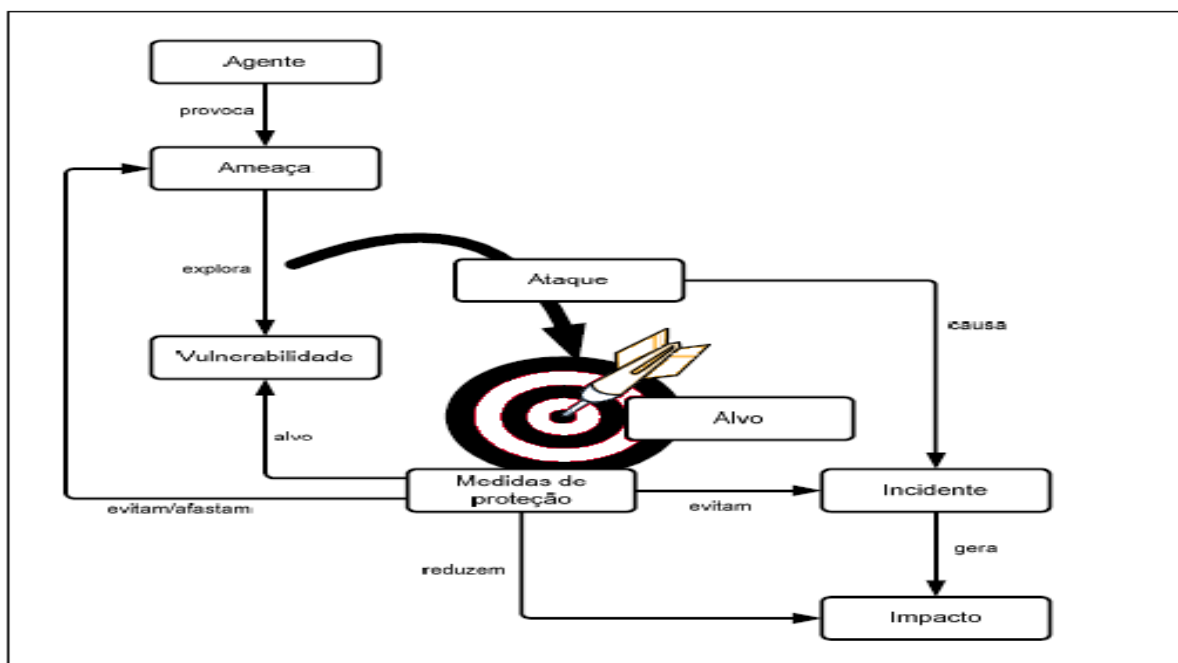 Agente
provoca
Ameaça
explora
Ataque
causa
Vulnerabilidade
Alvo
alvo
Medidas de
proteção
evitam
Incidente
evitam/afastam
gera
reduzem
Impacto